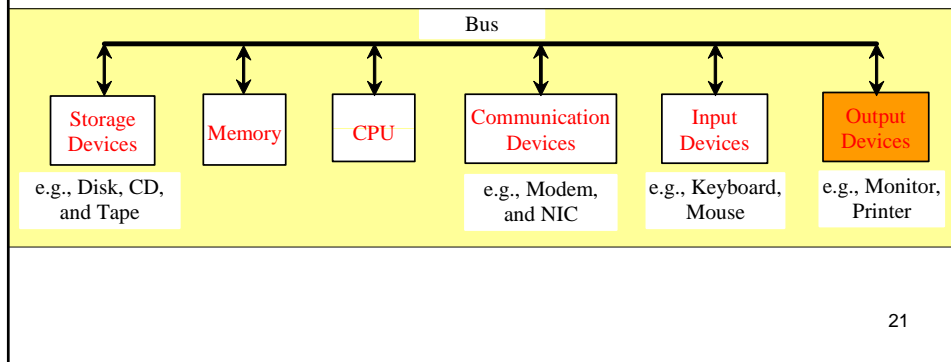 Bus
Storage
Devices
Memory
CPU
Communication
Devices
Input
Devices
Output
Devices
e.g., Disk, CD,
and Tape
e.g., Modem,
and NIC
e.g., Keyboard,
Mouse
e.g., Monitor,
Printer
21